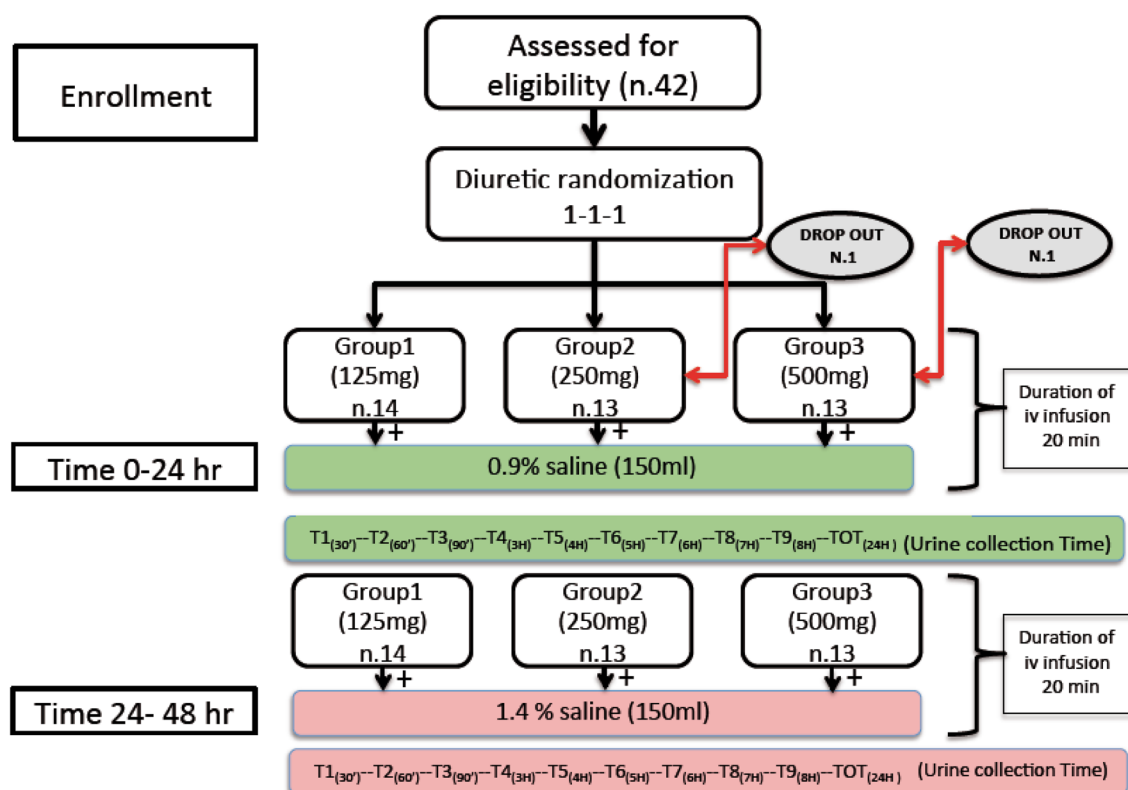 Enrollment
Assessed for
eligibility (n.42)
Diuretic randomization
1-1-1
DROP OUT
N.1
DROP OUT
N.1
Group1
(125mg)
n.14
Group2
(250mg)
n.13
Group3
(500mg)
n.13
+
+
+
Duration of
iv infusion
20 min
Time 0-24 hr
0.9% saline (150ml)
T1(30')--T2(60')--T3(90')--T4(3H)--T5(4H)--T6(5H)--T7(6H)--T8(7H)--T9(8H)--TOT(24H) (Urine collection Time)
Group1
(125mg)
n.14
Group2
(250mg)
n.13
Group3
(500mg)
n.13
+
+
+
Duration of
iv infusion
20 min
Time 24- 48 hr
1.4 % saline (150ml)
T1(30')--T2(60')--T3(90')--T4(3H)--T5(4H)--T6(5H)--T7(6H)--T8(7H)--T9(8H)--TOT(24H) (Urine collection Time)